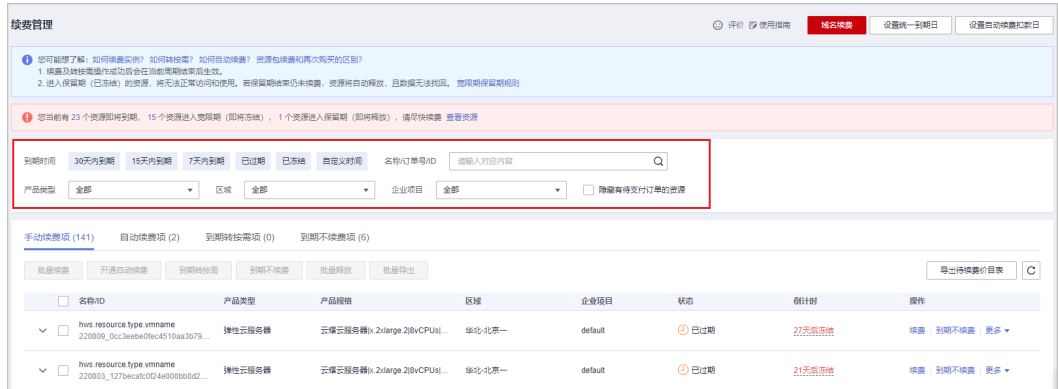 续费管理
评价 使用指南 域名续费 设置统一到期日 设置自动续费扣款日
您可能想了解：如何续费实例？ 如何转按需？ 如何自动续费？ 资源包续费和再次购买的区别？
1. 续费及转按需操作成功后会在当前周期结束后生效。
2. 进入保留期（已冻结）的资源，将无法正常访问和使用。若保留期结束仍未续费，资源将自动释放，且数据无法找回。 宽限期保留期规则
您当前有 23 个资源即将到期， 15 个资源进入宽限期（即将冻结）， 1 个资源进入保留期（即将释放），请尽快续费 查看资源
到期时间 30天内到期 15天内到期 7天内到期 已过期 已冻结 自定义时间 名称/订单号/ID 请输入对应内容
产品类型 全部 区域 全部 企业项目 全部 隐藏有待支付订单的资源
手动续费项 (141) 自动续费项 (2) 到期转按需项 (0) 到期不续费项 (6)
批量续费 开通自动续费 到期转按需 到期不续费 批量释放 批量导出 导出待续费价目表
名称/ID 产品类型 产品规格 区域 企业项目 状态 倒计时 操作
hws.resource.type.vmname 弹性云服务器 云耀云服务器|x.2xlarge.2|8vCPUs|... 华北-北京一 default 已过期 27天后冻结 续费 到期不续费 更多
220809_0cc3eebe0fec4510aa3b79...
hws.resource.type.vmname 弹性云服务器 云耀云服务器|x.2xlarge.2|8vCPUs|... 华北-北京一 default 已过期 21天后冻结 续费 到期不续费 更多
220803_127becafc0f24e008bb8d2...